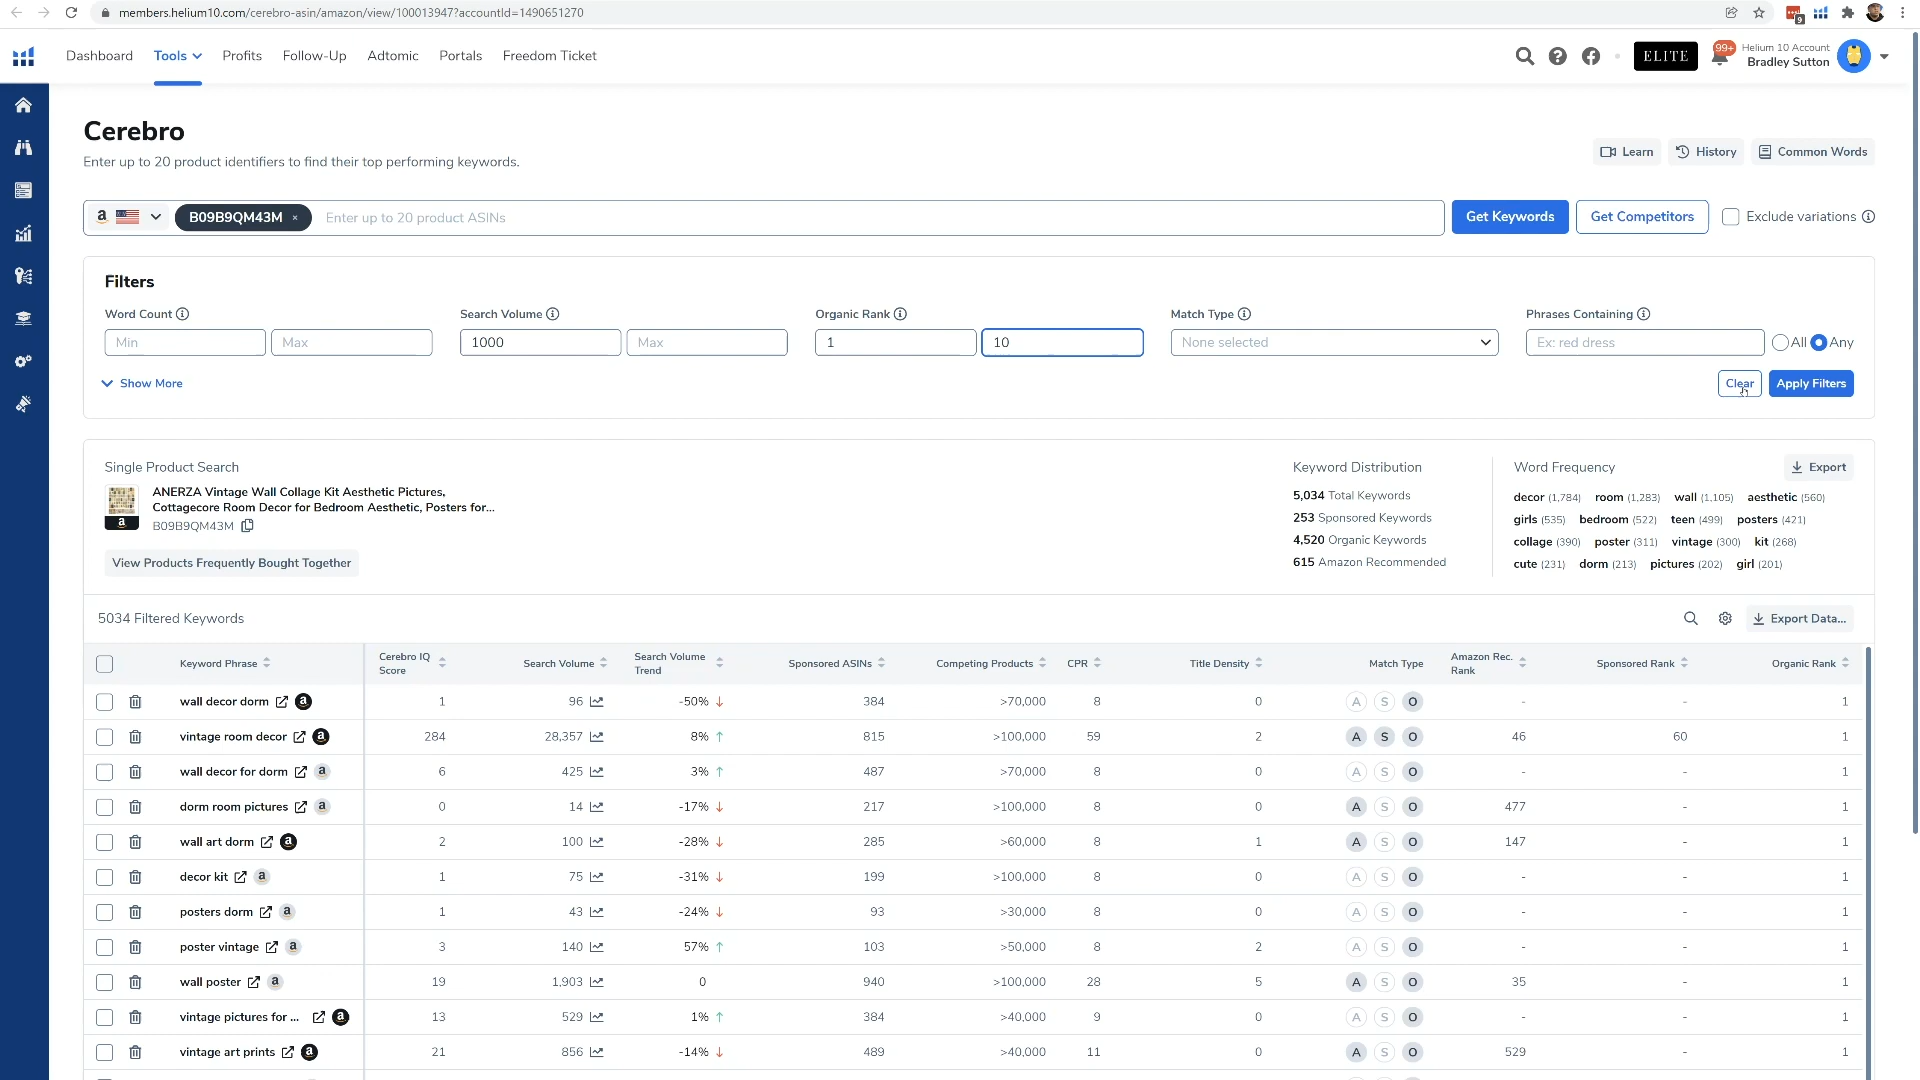 members.helium10.com/cerebro-asin/amazon/view/100013947?accountId=1490651270
9
Dashboard Tools Profits Follow-Up Adtomic Portals Freedom Ticket
ELITE 99+ Helium 10 Account
Bradley Sutton
Cerebro
Enter up to 20 product identifiers to find their top performing keywords.
Learn History Common Words
a B09B9QM43M × Enter up to 20 product ASINs Get Keywords Get Competitors Exclude variations
Filters
Word Count Search Volume Organic Rank Match Type Phrases Containing
Min Max 1000 Max 1 10 None selected Ex: red dress All Any
Show More Clear Apply Filters
Single Product Search Keyword Distribution Word Frequency Export
ANERZA Vintage Wall Collage Kit Aesthetic Pictures,
Cottagecore Room Decor for Bedroom Aesthetic, Posters for...
a B09B9QM43M
View Products Frequently Bought Together
5,034 Total Keywords
253 Sponsored Keywords
4,520 Organic Keywords
615 Amazon Recommended
decor (1,784) room (1,283) wall (1,105) aesthetic (560)
girls (535) bedroom (522) teen (499) posters (421)
collage (390) poster (311) vintage (300) kit (268)
cute (231) dorm (213) pictures (202) girl (201)
5034 Filtered Keywords Export Data...
Keyword Phrase Cerebro IQ Score Search Volume Search Volume Trend Sponsored ASINs Competing Products CPR Title Density Match Type Amazon Rec. Rank Sponsored Rank Organic Rank
wall decor dorm a 1 96 -50% 384 >70,000 8 0 A S O - - 1
vintage room decor a 284 28,357 8% 815 >100,000 59 2 A S O 46 60 1
wall decor for dorm a 6 425 3% 487 >70,000 8 0 A S O - - 1
dorm room pictures a 0 14 -17% 217 >100,000 8 0 A S O 477 - 1
wall art dorm a 2 100 -28% 285 >60,000 8 1 A S O 147 - 1
decor kit a 1 75 -31% 199 >100,000 8 0 A S O - - 1
posters dorm a 1 43 -24% 93 >30,000 8 0 A S O - - 1
poster vintage a 3 140 57% 103 >50,000 8 2 A S O - - 1
wall poster a 19 1,903 0 940 >100,000 28 5 A S O 35 - 1
vintage pictures for ... a 13 529 1% 384 >40,000 9 0 A S O - - 1
vintage art prints a 21 856 -14% 489 >40,000 11 0 A S O 529 - 1